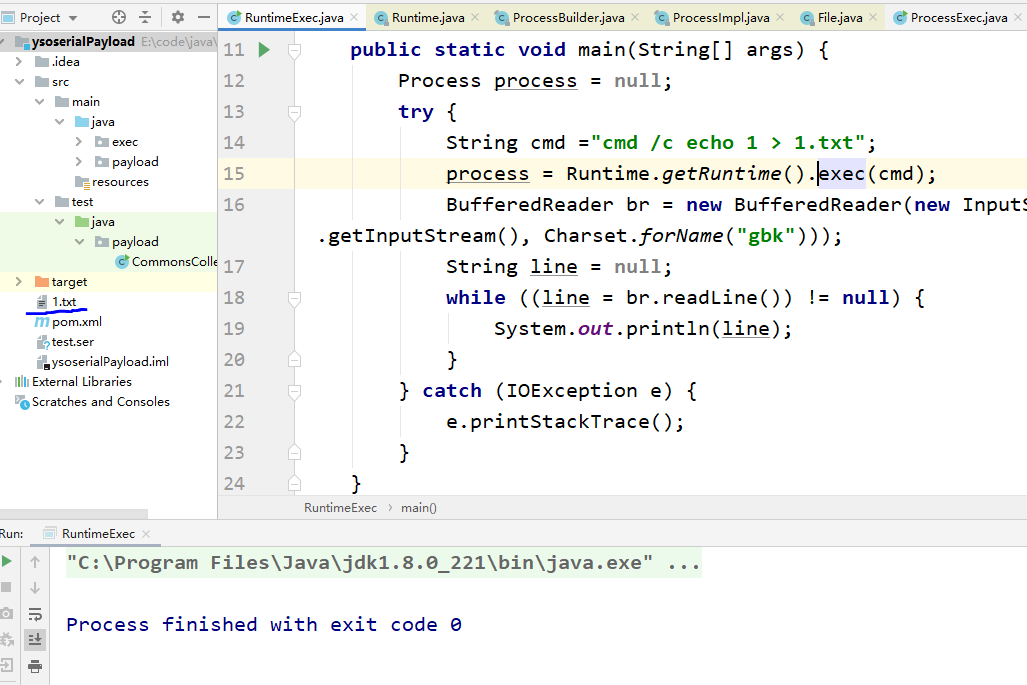 Project
RuntimeExec.java
Runtime.java
ProcessBuilder.java
ProcessImpl.java
File.java
ProcessExec.java
ysoserialPayload E:\code\java\
.idea
src
main
java
exec
payload
resources
test
java
payload
CommonsColle
target
1.txt
pom.xml
test.ser
ysoserialPayload.iml
External Libraries
Scratches and Consoles
11 public static void main(String[] args) {
12 Process process = null;
13 try {
14 String cmd ="cmd /c echo 1 > 1.txt";
15 process = Runtime.getRuntime().exec(cmd);
16 BufferedReader br = new BufferedReader(new InputS
.getInputStream(), Charset.forName("gbk")));
17 String line = null;
18 while ((line = br.readLine()) != null) {
19 System.out.println(line);
20 }
21 } catch (IOException e) {
22 e.printStackTrace();
23 }
24 }
RuntimeExec › main()
Run: RuntimeExec
"C:\Program Files\Java\jdk1.8.0_221\bin\java.exe" ...
Process finished with exit code 0